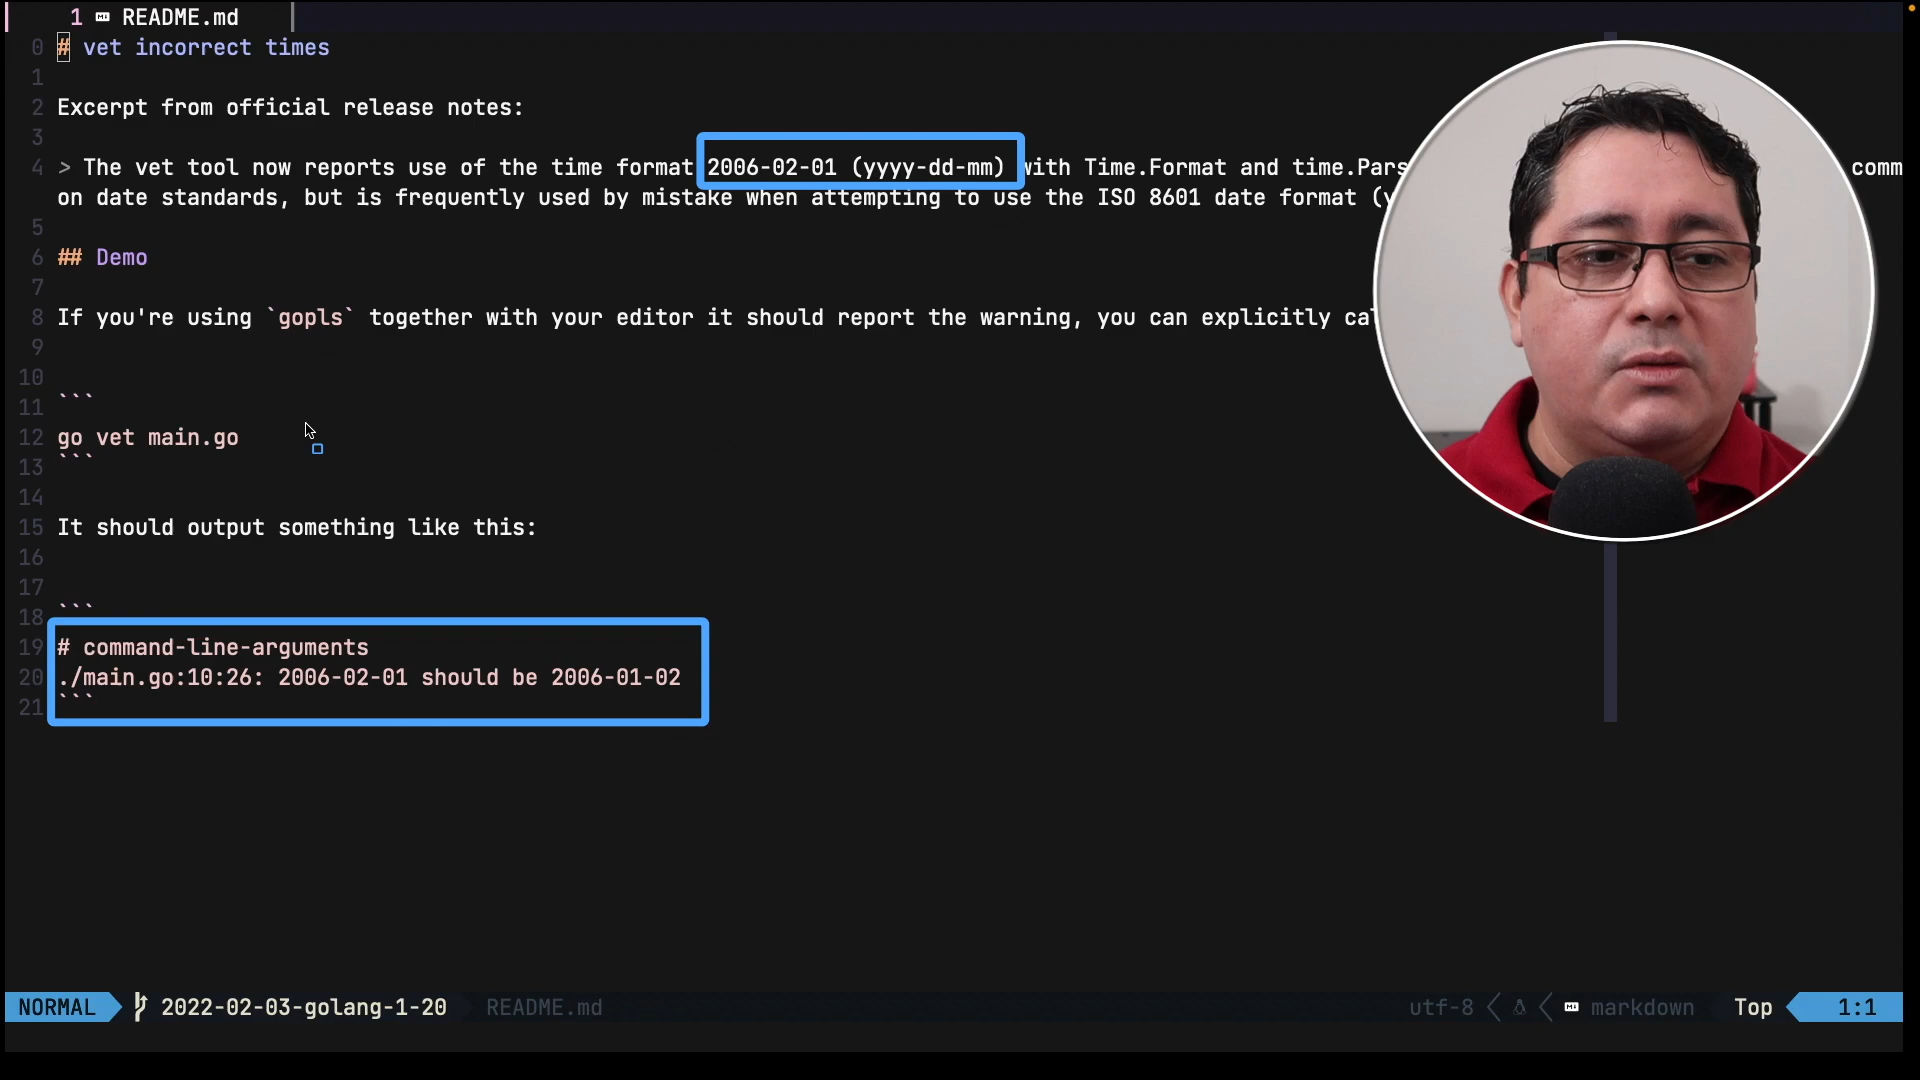 1 README.md
0 # vet incorrect times
1
2 Excerpt from official release notes:
3
4 > The vet tool now reports use of the time format 2006-02-01 (yyyy-dd-mm) with Time.Format and time.Pars comm
on date standards, but is frequently used by mistake when attempting to use the ISO 8601 date format (
5
6 ## Demo
7
8 If you're using `gopls` together with your editor it should report the warning, you can explicitly
9
10
11 ```
12 go vet main.go
13 ```
14
15 It should output something like this:
16
17
18 ```
19 # command-line-arguments
20 ./main.go:10:26: 2006-02-01 should be 2006-01-02
21 ```
NORMAL 2022-02-03-golang-1-20 README.md utf-8 markdown Top 1:1